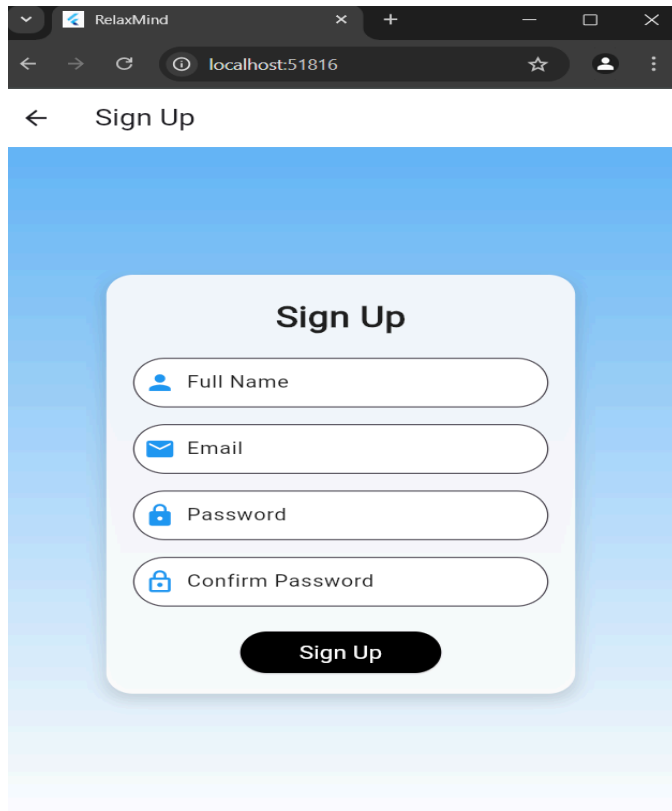 RelaxMind
localhost:51816
Sign Up
Sign Up
Full Name
Email
Password
Confirm Password
Sign Up